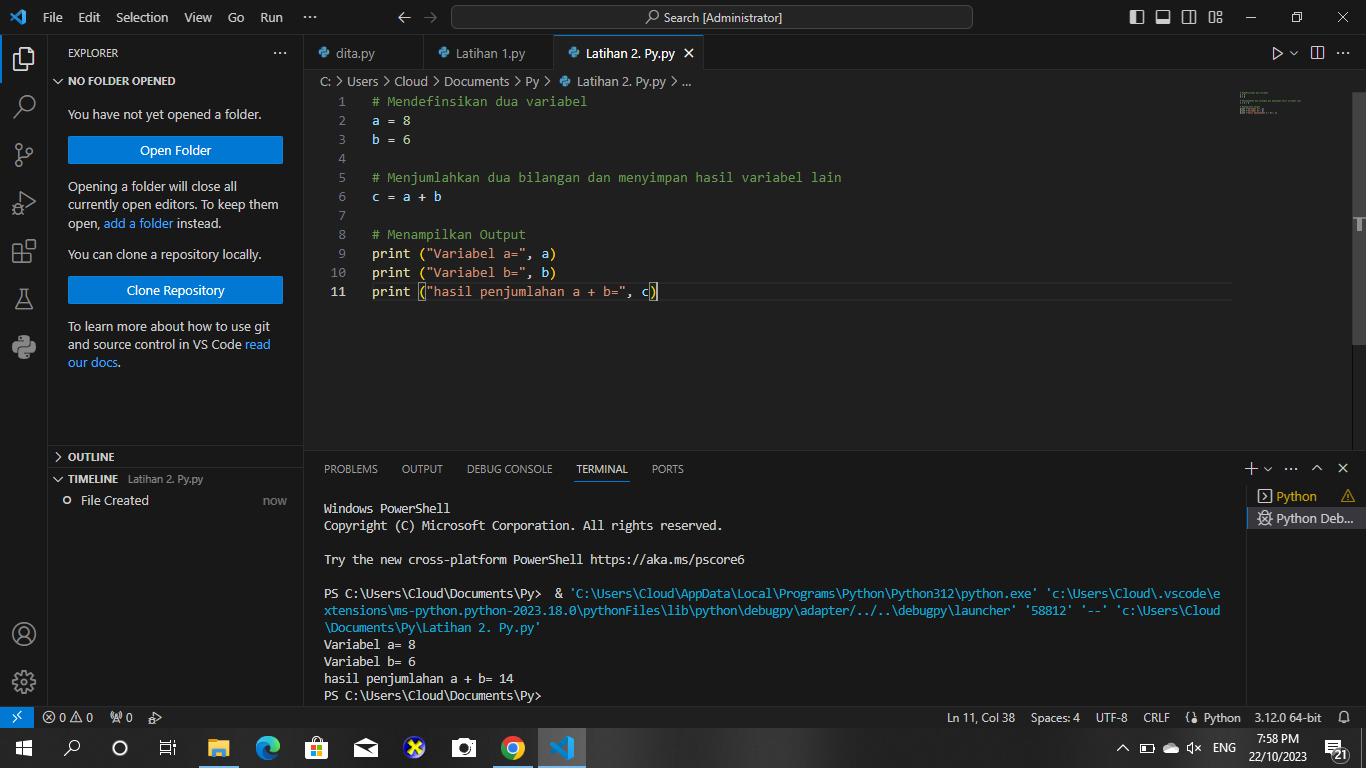 File Edit Selection View Go Run ···
Search [Administrator]
EXPLORER ···
NO FOLDER OPENED
You have not yet opened a folder.
Open Folder
Opening a folder will close all
currently open editors. To keep them
open, add a folder instead.
You can clone a repository locally.
Clone Repository
To learn more about how to use git
and source control in VS Code read
our docs.
OUTLINE
TIMELINE Latihan 2. Py.py
File Created now
dita.py Latihan 1.py Latihan 2. Py.py
C: > Users > Cloud > Documents > Py > Latihan 2. Py.py > ...
1 # Mendefinsikan dua variabel
2 a = 8
3 b = 6
4
5 # Menjumlahkan dua bilangan dan menyimpan hasil variabel lain
6 c = a + b
7
8 # Menampilkan Output
9 print ("Variabel a=", a)
10 print ("Variabel b=", b)
11 print ("hasil penjumlahan a + b=", c)
PROBLEMS OUTPUT DEBUG CONSOLE TERMINAL PORTS
Windows PowerShell
Copyright (C) Microsoft Corporation. All rights reserved.
Try the new cross-platform PowerShell https://aka.ms/pscore6
PS C:\Users\Cloud\Documents\Py>  & 'C:\Users\Cloud\AppData\Local\Programs\Python\Python312\python.exe' 'c:\Users\Cloud\.vscode\e
xtensions\ms-python.python-2023.18.0\pythonFiles\lib\python\debugpy\adapter/../..\debugpy\launcher' '58812' '--' 'c:\Users\Cloud
\Documents\Py\Latihan 2. Py.py'
Variabel a= 8
Variabel b= 6
hasil penjumlahan a + b= 14
PS C:\Users\Cloud\Documents\Py>
Python
Python Deb...
0 0 0
Ln 11, Col 38 Spaces: 4 UTF-8 CRLF Python 3.12.0 64-bit
ENG
7:58 PM
22/10/2023
21